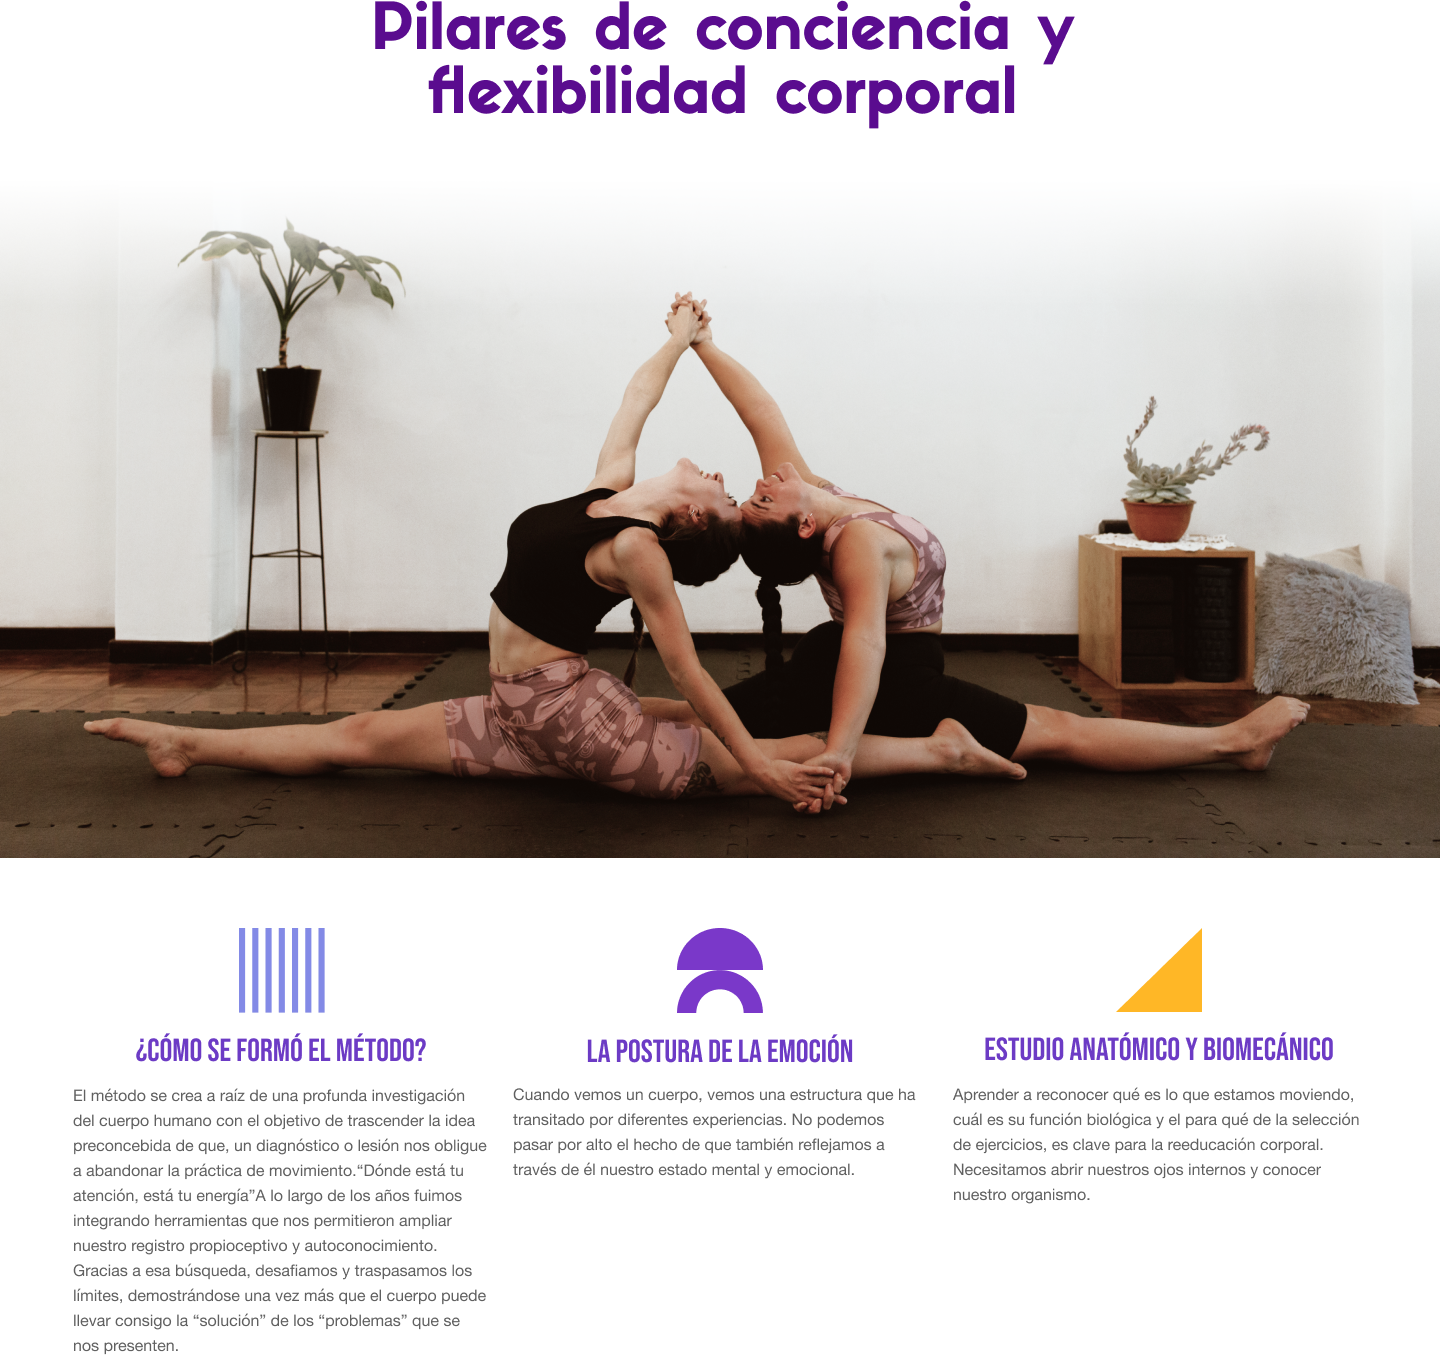 Pilares de conciencia y
flexibilidad corporal
¿CÓMO SE FORMÓ EL MÉTODO?
El método se crea a raíz de una profunda investigación
del cuerpo humano con el objetivo de trascender la idea
preconcebida de que, un diagnóstico o lesión nos obligue
a abandonar la práctica de movimiento.“Dónde está tu
atención, está tu energía”A lo largo de los años fuimos
integrando herramientas que nos permitieron ampliar
nuestro registro propioceptivo y autoconocimiento.
Gracias a esa búsqueda, desafiamos y traspasamos los
límites, demostrándose una vez más que el cuerpo puede
llevar consigo la “solución” de los “problemas” que se
nos presenten.
LA POSTURA DE LA EMOCIÓN
Cuando vemos un cuerpo, vemos una estructura que ha
transitado por diferentes experiencias. No podemos
pasar por alto el hecho de que también reflejamos a
través de él nuestro estado mental y emocional.
ESTUDIO ANATÓMICO Y BIOMECÁNICO
Aprender a reconocer qué es lo que estamos moviendo,
cuál es su función biológica y el para qué de la selección
de ejercicios, es clave para la reeducación corporal.
Necesitamos abrir nuestros ojos internos y conocer
nuestro organismo.